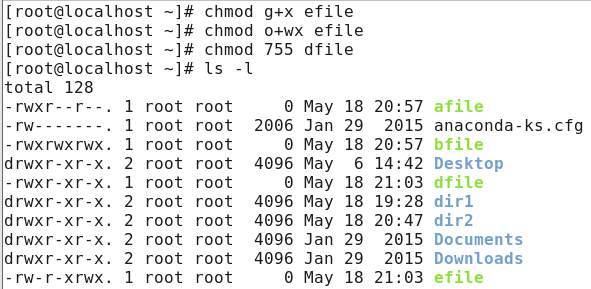 [root@localhost ~]# chmod g+x efile
[root@localhost ~]# chmod o+wx efile
[root@localhost ~]# chmod 755 dfile
[root@localhost ~]# ls -l
total 128
-rwxr--r--. 1 root root     0 May 18 20:57 afile
-rw-------. 1 root root  2006 Jan 29  2015 anaconda-ks.cfg
-rwxrwxrwx. 1 root root     0 May 18 20:57 bfile
drwxr-xr-x. 2 root root  4096 May  6 14:42 Desktop
-rwxr-xr-x. 1 root root     0 May 18 21:03 dfile
drwxr-xr-x. 2 root root  4096 May 18 19:28 dir1
drwxr-xr-x. 2 root root  4096 May 18 20:47 dir2
drwxr-xr-x. 2 root root  4096 Jan 29  2015 Documents
drwxr-xr-x. 2 root root  4096 Jan 29  2015 Downloads
-rw-r-xrwx. 1 root root     0 May 18 21:03 efile